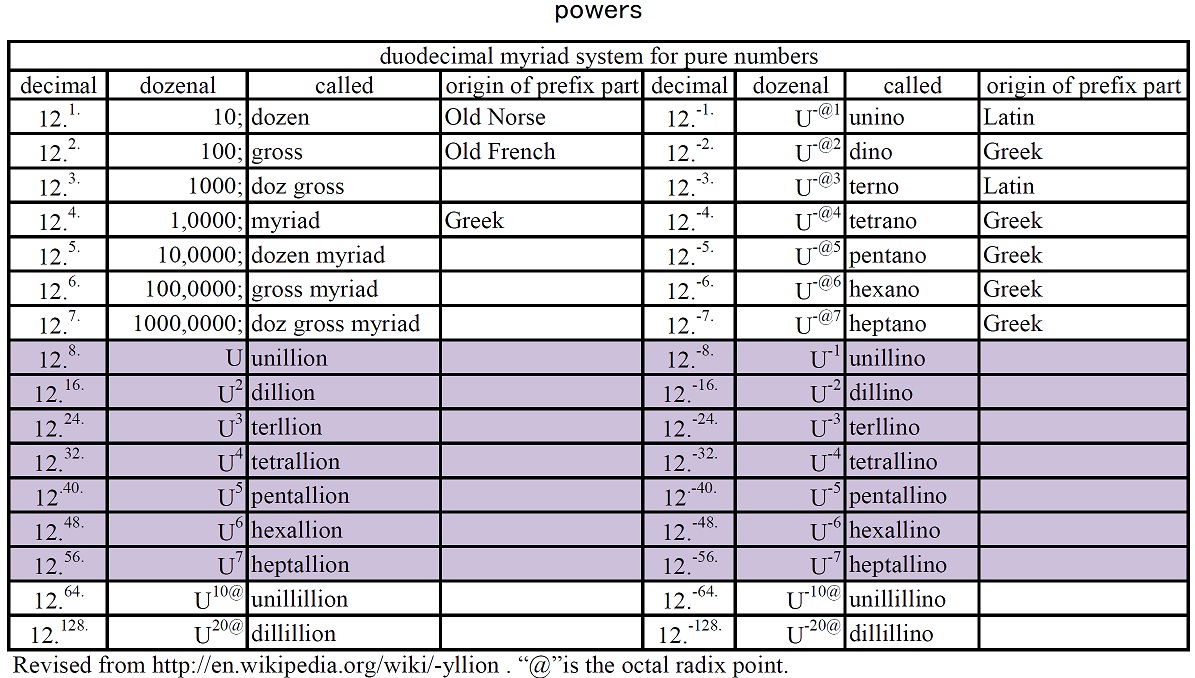 powers
duodecimal myriad system for pure numbers
decimal dozenal called origin of prefix part decimal dozenal called origin of prefix part
12.¹· 10; dozen Old Norse 12.⁻¹· U⁻@¹ unino Latin
12.²· 100; gross Old French 12.⁻²· U⁻@² dino Greek
12.³· 1000; doz gross 12.⁻³· U⁻@³ terno Latin
12.⁴· 1,0000; myriad Greek 12.⁻⁴· U⁻@⁴ tetrano Greek
12.⁵· 10,0000; dozen myriad 12.⁻⁵· U⁻@⁵ pentano Greek
12.⁶· 100,0000; gross myriad 12.⁻⁶· U⁻@⁶ hexano Greek
12.⁷· 1000,0000; doz gross myriad 12.⁻⁷· U⁻@⁷ heptano Greek
12.⁸· U unillion 12.⁻⁸· U⁻¹ unillino
12.¹⁶· U² dillion 12.⁻¹⁶· U⁻² dillino
12.²⁴· U³ terllion 12.⁻²⁴· U⁻³ terllino
12.³²· U⁴ tetrallion 12.⁻³²· U⁻⁴ tetrallino
12·⁴⁰· U⁵ pentallion 12·⁻⁴⁰· U⁻⁵ pentallino
12.⁴⁸· U⁶ hexallion 12.⁻⁴⁸· U⁻⁶ hexallino
12.⁵⁶· U⁷ heptallion 12.⁻⁵⁶· U⁻⁷ heptallino
12.⁶⁴· U¹⁰@ unillillion 12.⁻⁶⁴· U⁻¹⁰@ unillillino
12.¹²⁸· U²⁰@ dillillion 12.⁻¹²⁸· U⁻²⁰@ dillillino
Revised from http://en.wikipedia.org/wiki/-yllion . “@”is the octal radix point.